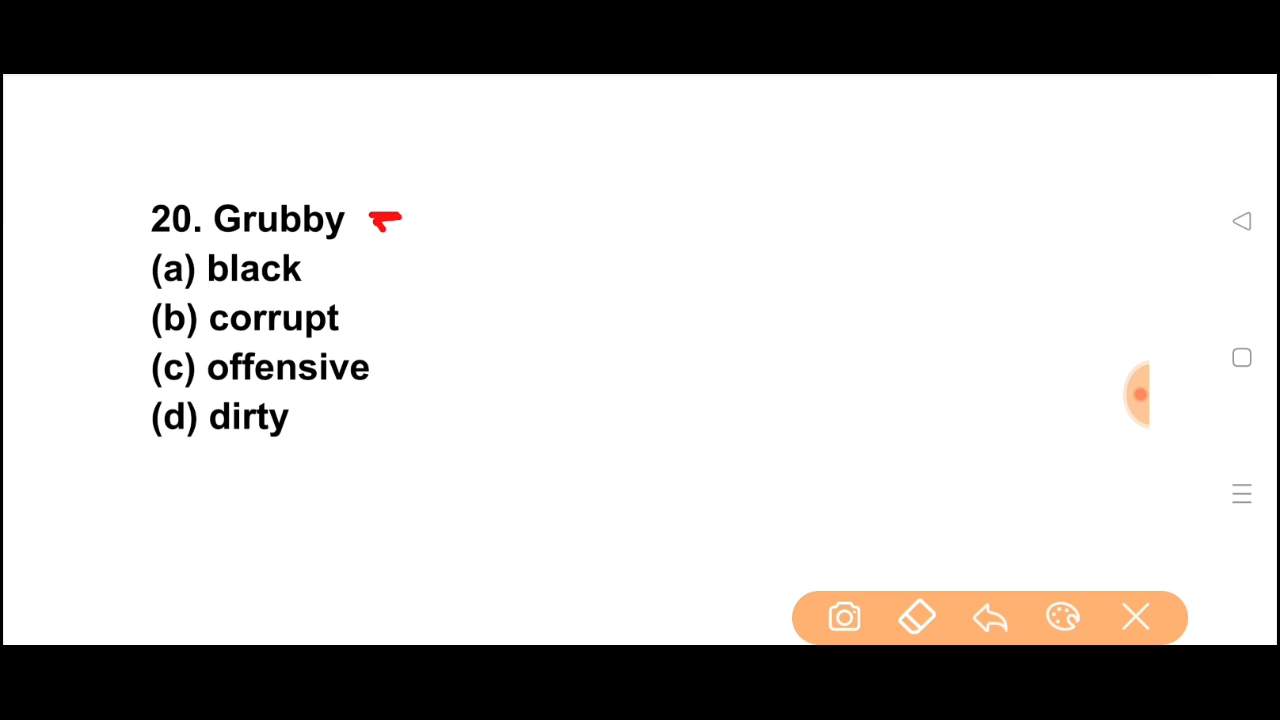 20. Grubby
(a) black
(b) corrupt
(c) offensive
(d) dirty